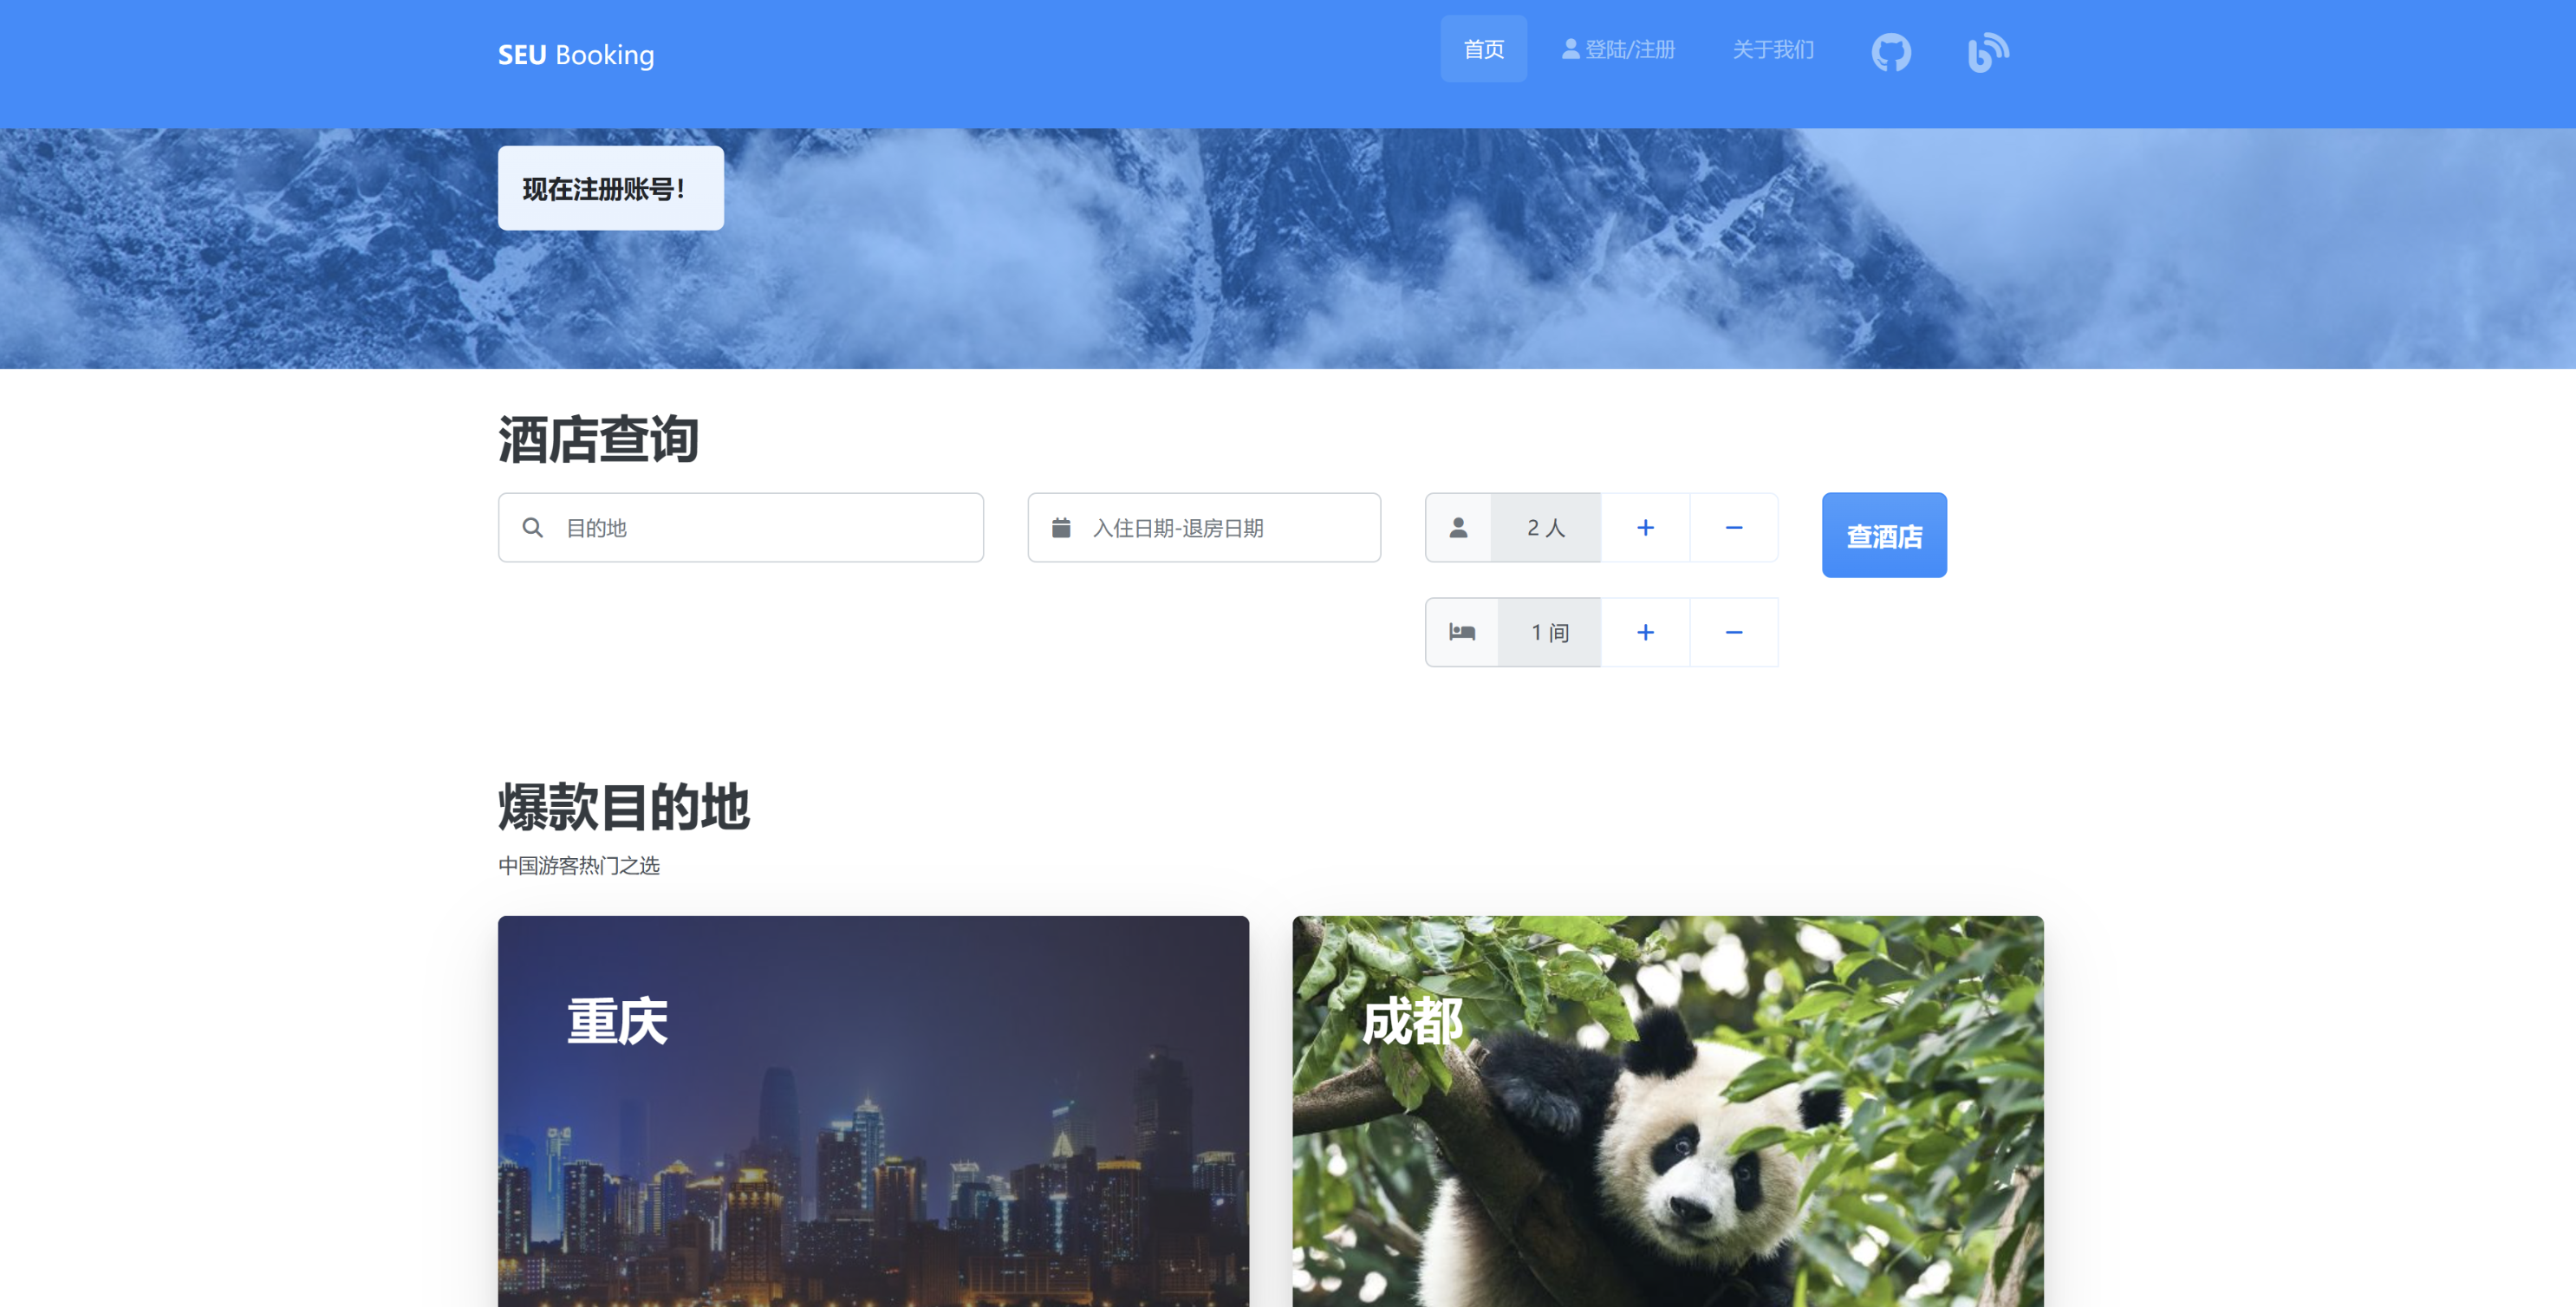 SEU Booking
首页
登陆/注册
关于我们
现在注册账号！
酒店查询
目的地
入住日期-退房日期
2 人
+
−
查酒店
1 间
+
−
爆款目的地
中国游客热门之选
重庆
成都